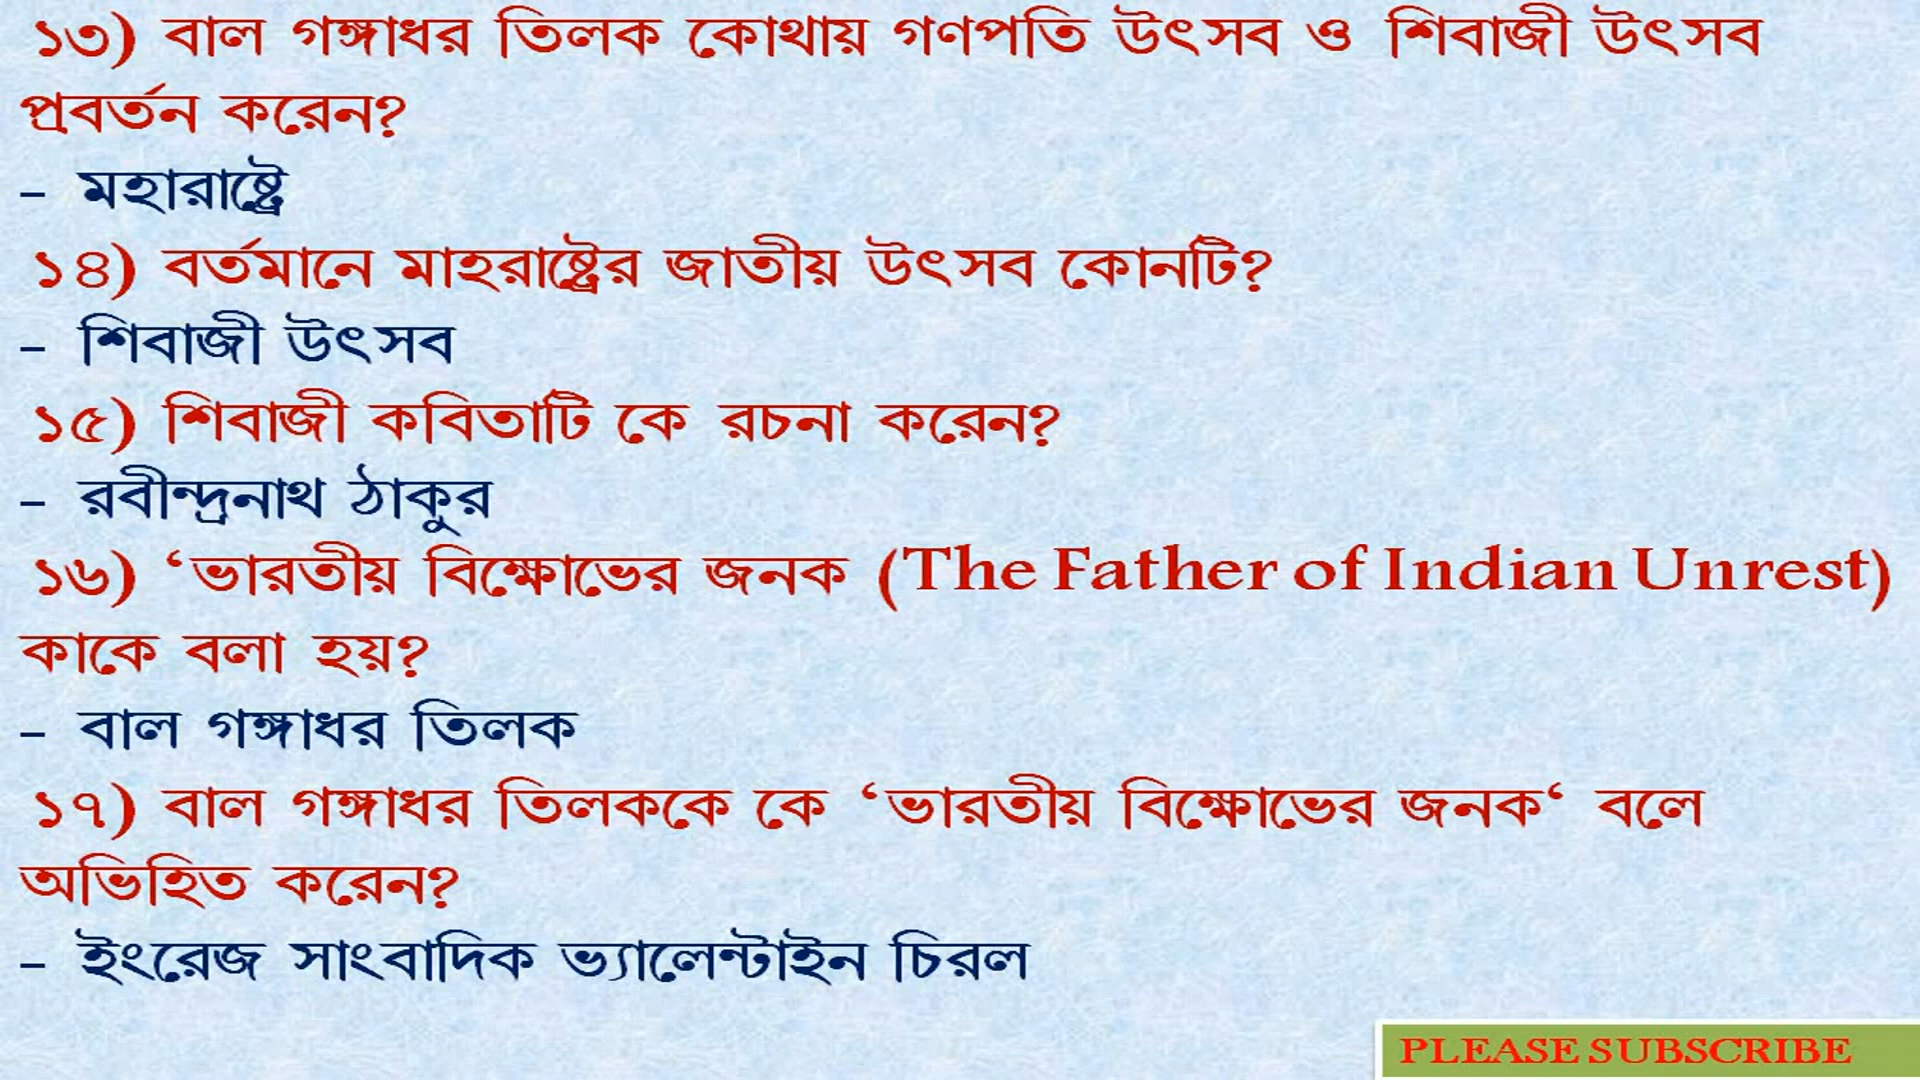 ১৩) বাল গঙ্গাধর তিলক কোথায় গণপতি উৎসব ও শিবাজী উৎসব
প্রবর্তন করেন?
– মহারাষ্ট্রে
১৪) বর্তমানে মাহরাষ্ট্রের জাতীয় উৎসব কোনটি?
– শিবাজী উৎসব
১৫) শিবাজী কবিতাটি কে রচনা করেন?
– রবীন্দ্রনাথ ঠাকুর
১৬) ‘ভারতীয় বিক্ষোভের জনক (The Father of Indian Unrest)
কাকে বলা হয়?
– বাল গঙ্গাধর তিলক
১৭) বাল গঙ্গাধর তিলককে কে ‘ভারতীয় বিক্ষোভের জনক‘ বলে
অভিহিত করেন?
– ইংরেজ সাংবাদিক ভ্যালেন্টাইন চিরল
PLEASE SUBSCRIBE